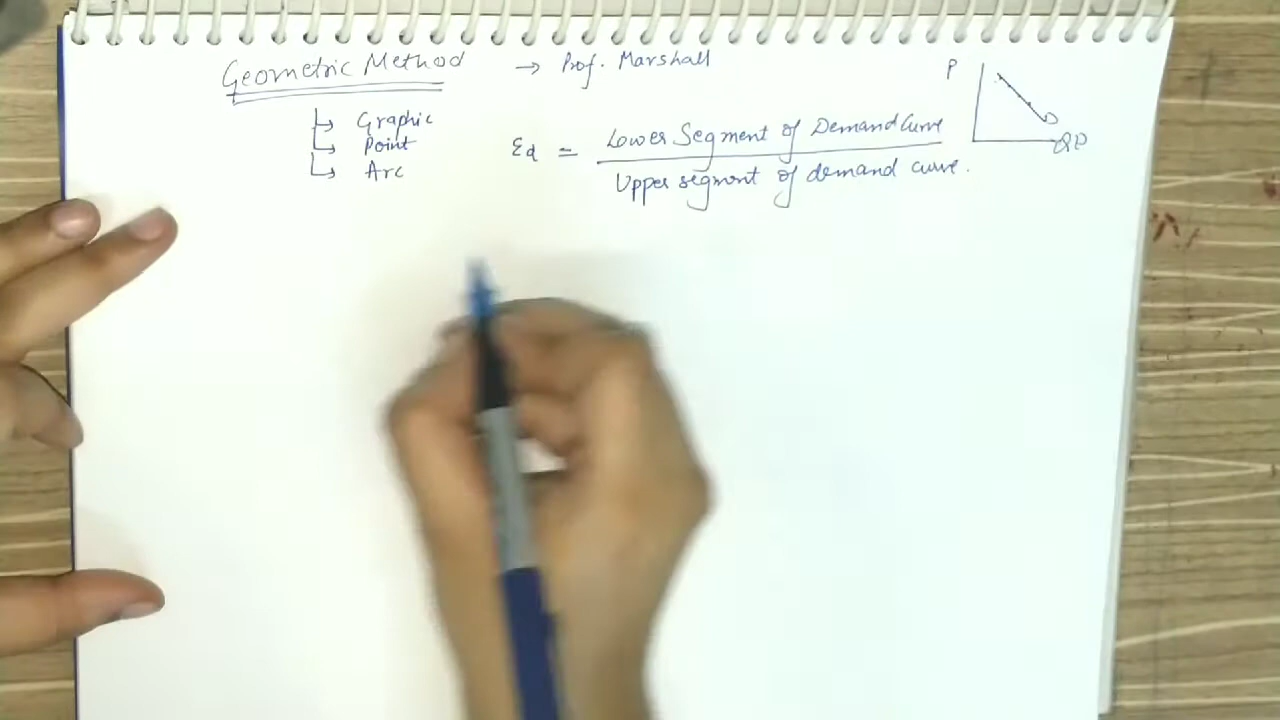 Geometric Method → Prof. Marshall
Graphic
Point
Arc
Ed = Lower Segment of Demand Curve
Upper segment of demand curve.
P
D
QD